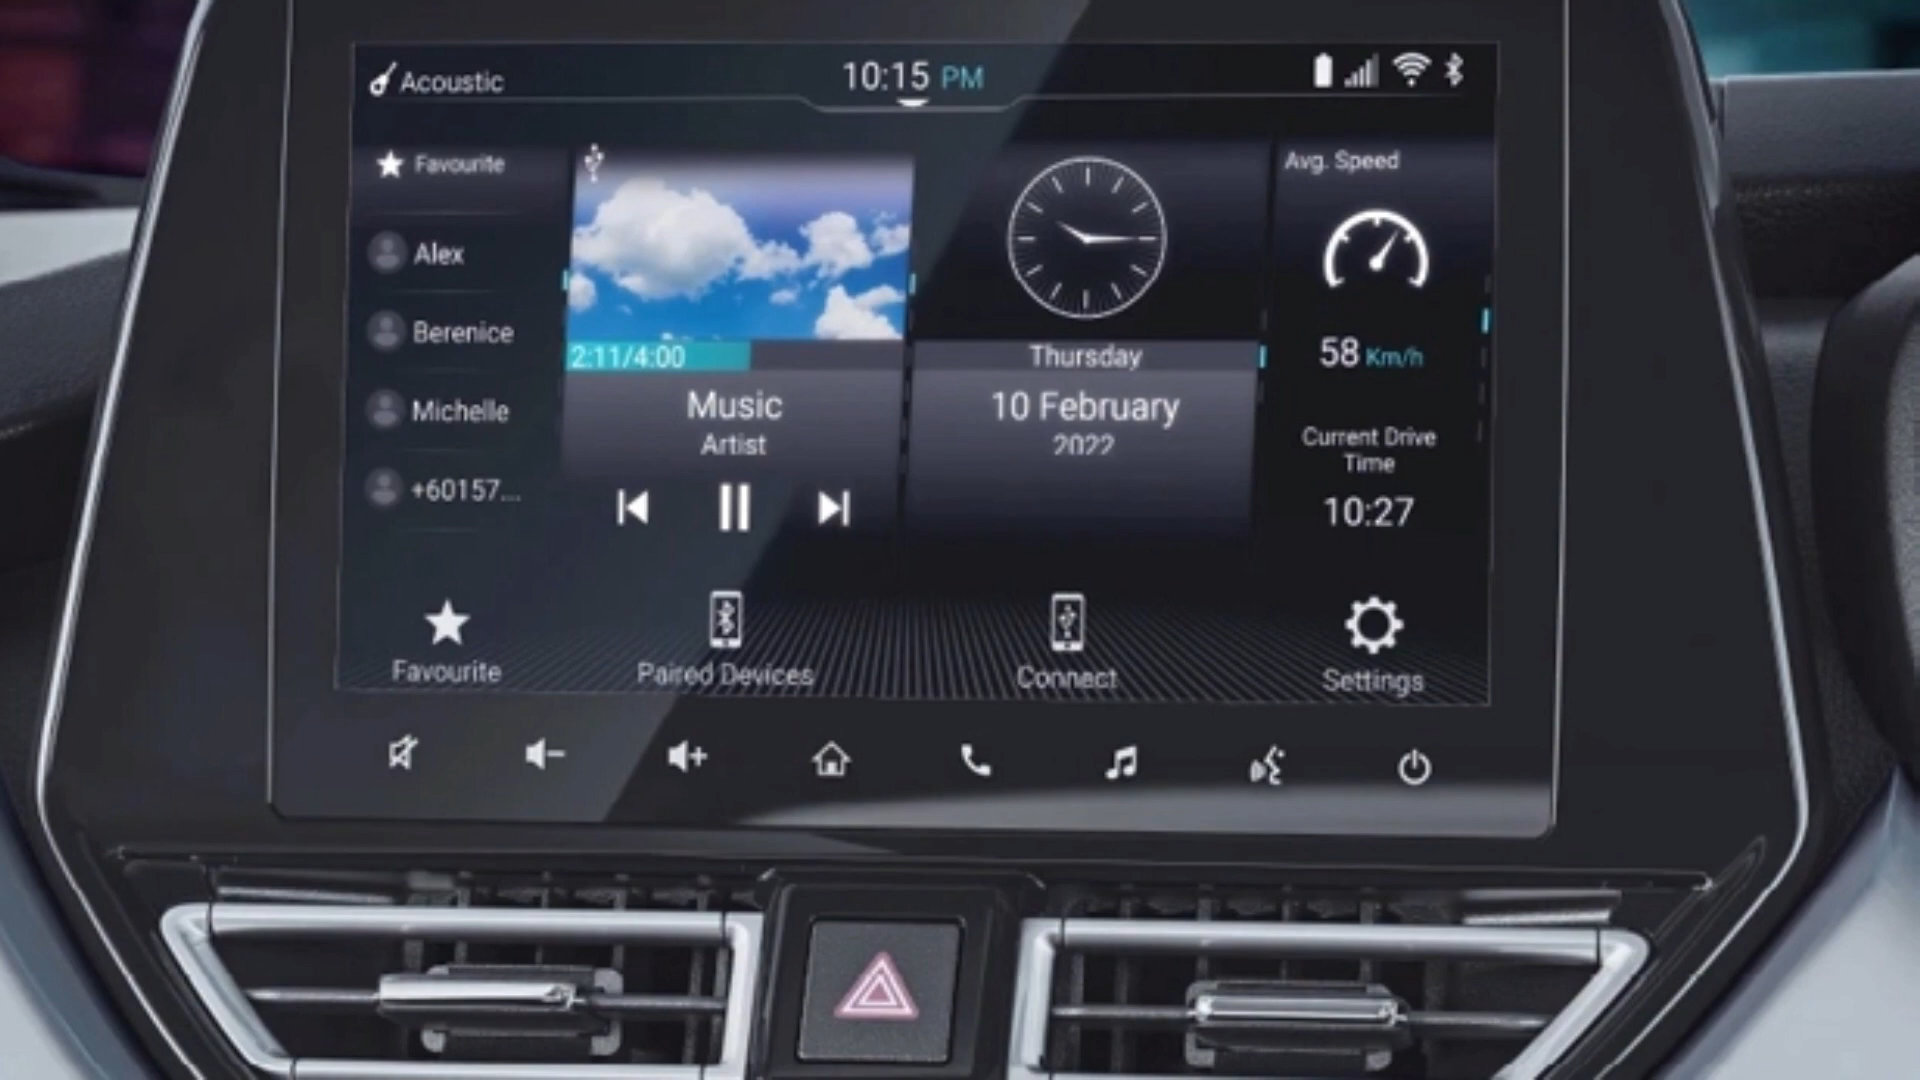 Acoustic
10:15 PM
Favourite
Alex
Berenice
Michelle
+60157...
2:11/4:00
Music
Artist
Thursday
10 February
2022
Avg. Speed
58 Km/h
Current Drive
Time
10:27
Favourite
Paired Devices
Connect
Settings